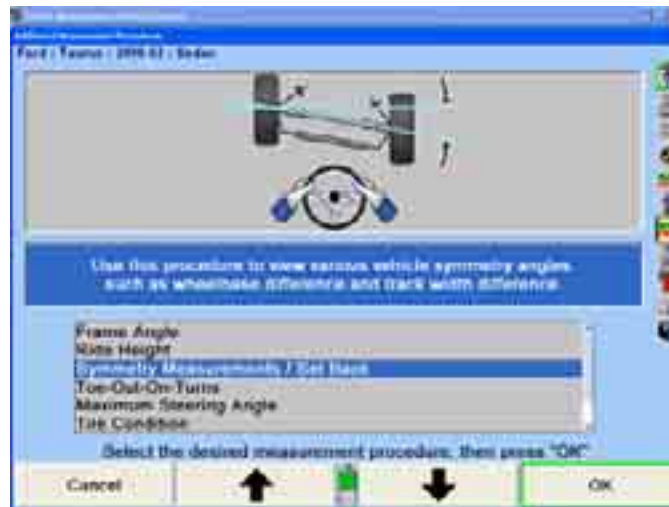 Ford : Taurus : : Sedan
Use this procedure to view various vehicle symmetry angles
such as wheelbase difference and track width difference
Frame Angle
Ride Height
Symmetry Measurements / Set Back
Toe-Out-On-Turns
Maximum Steering Angle
Tire Condition
Select the desired measurement procedure, then press "OK"
Cancel
OK